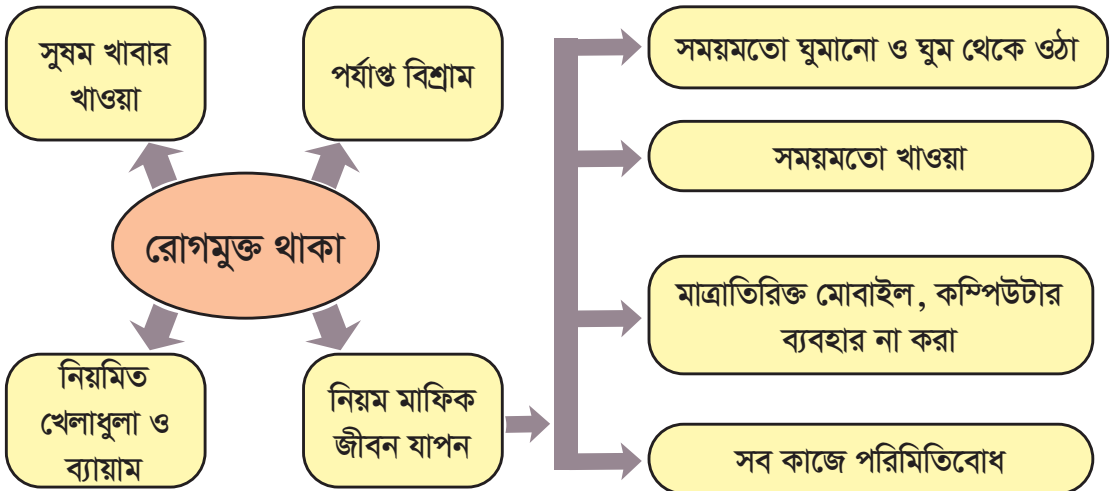 সুষম খাবার
খাওয়া
পর্যাপ্ত বিশ্রাম
রোগমুক্ত থাকা
নিয়মিত
খেলাধুলা ও
ব্যায়াম
নিয়ম মাফিক
জীবন যাপন
সময়মতো ঘুমানো ও ঘুম থেকে ওঠা
সময়মতো খাওয়া
মাত্রাতিরিক্ত মোবাইল, কম্পিউটার
ব্যবহার না করা
সব কাজে পরিমিতিবোধ